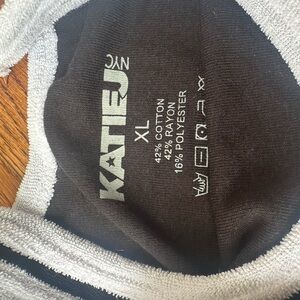 KATIEJ NYC
XL
42% COTTON
42% RAYON
16% POLYESTER